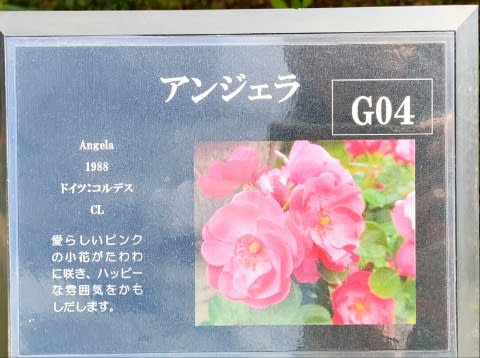 アンジェラ
G04
Angela
1988
ドイツ:コルデス
CL
愛らしいピンク
の小花がたわわ
に咲き、ハッピー
な雰囲気をかも
しだします。